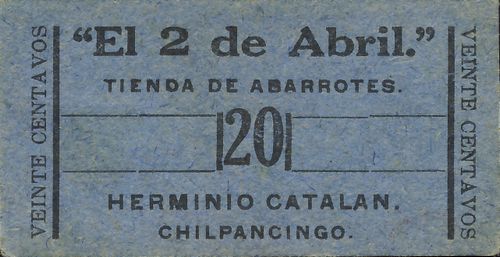 "El 2 de Abril."
TIENDA DE ABARROTES.
VEINTE CENTAVOS
20
VEINTE CENTAVOS
HERMINIO CATALAN.
CHILPANCINGO.